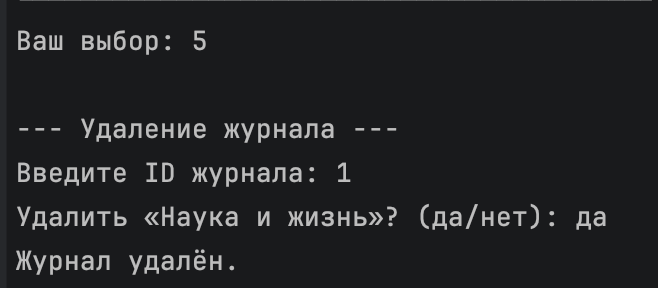 Ваш выбор: 5
--- Удаление журнала ---
Введите ID журнала: 1
Удалить «Наука и жизнь»? (да/нет): да
Журнал удалён.